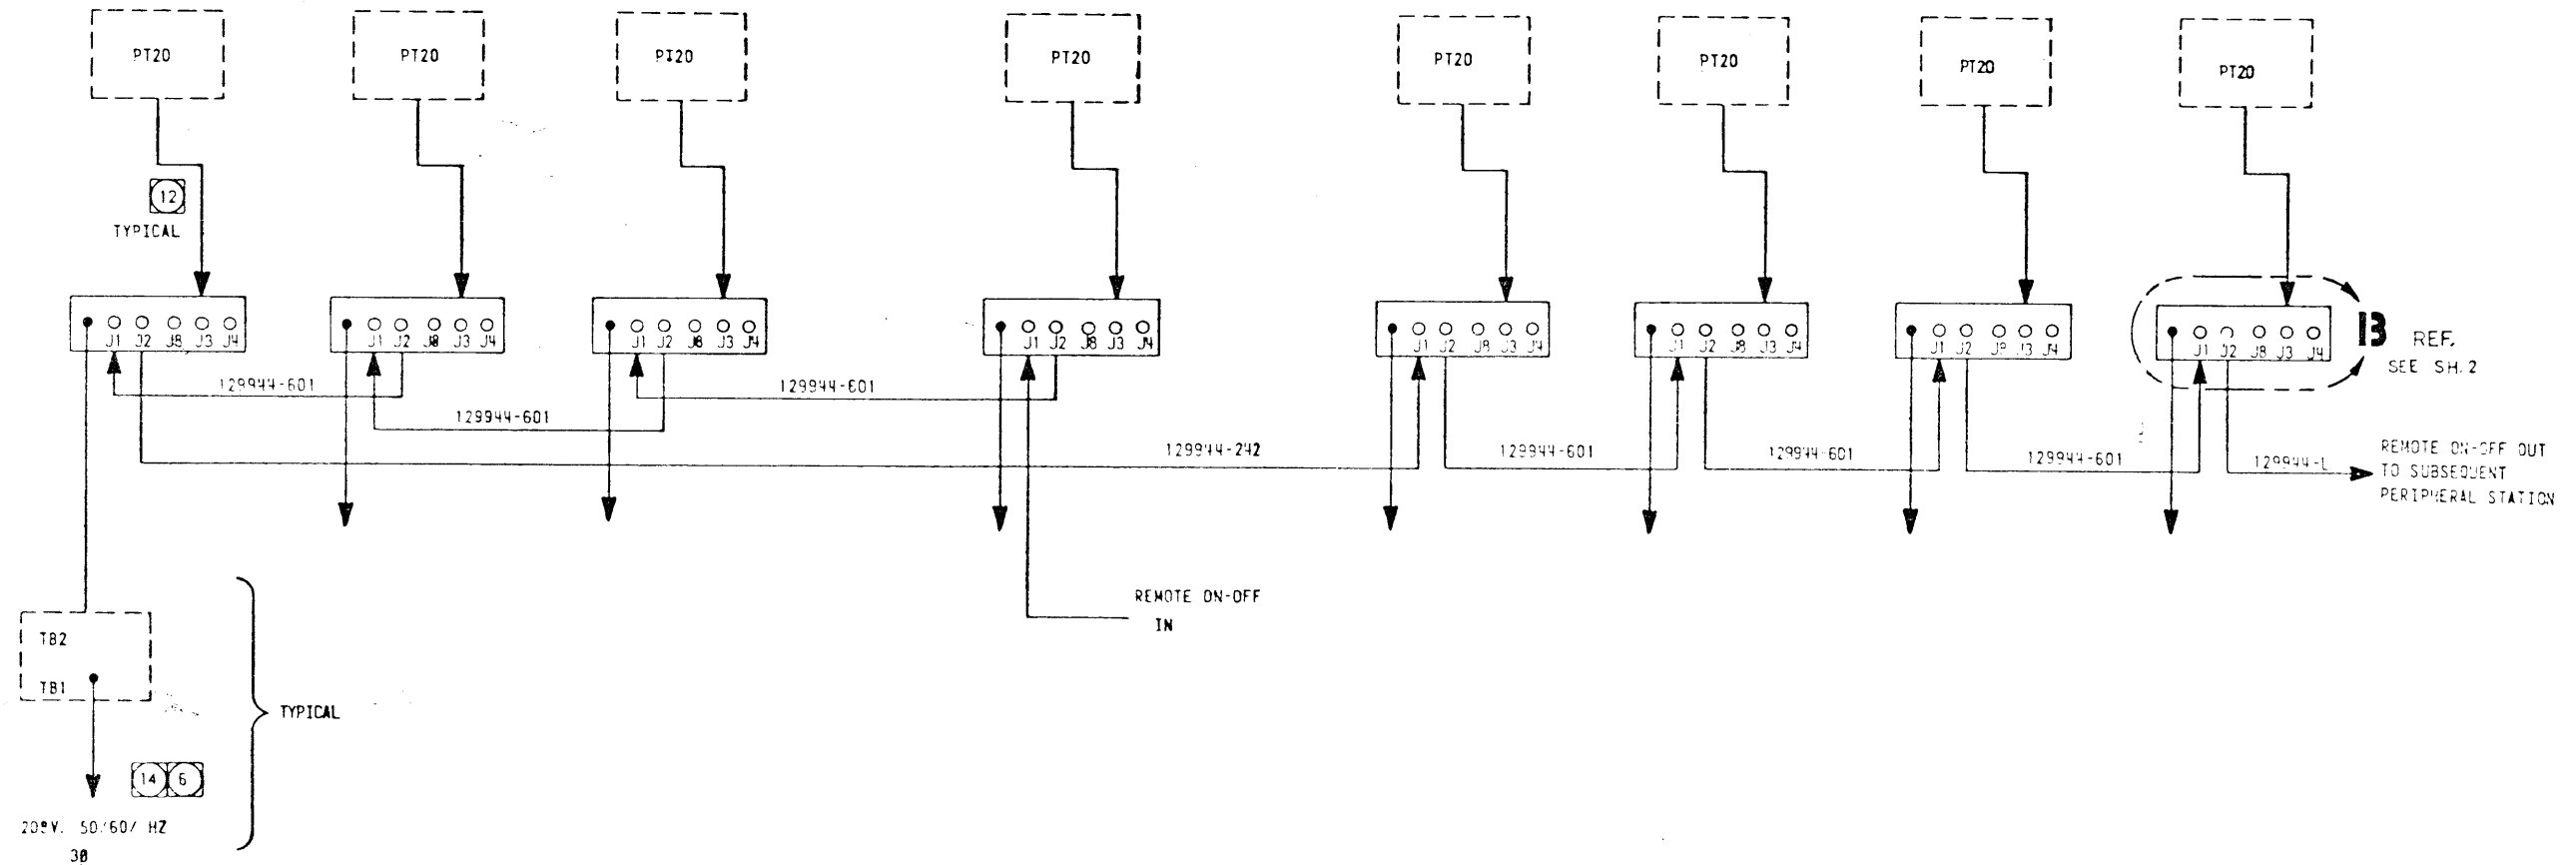 PT20 PT20 PT20 PT20 PT20 PT20 PT20 PT20
12
TYPICAL
J1 J2 J8 J3 J4 J1 J2 J8 J3 J4 J1 J2 J8 J3 J4 J1 J2 J8 J3 J4 J1 J2 J8 J3 J4 J1 J2 J8 J3 J4 J1 J2 J3 J4 J1 J2 J8 J3 J4
13 REF.
SEE SH.2
129944-601
129944-601
129944-601
129944-242
129944-601
129944-601
129944-601
129944-L
REMOTE ON-OFF OUT
TO SUBSEQUENT
PERIPHERAL STATION
REMOTE ON-OFF
IN
TB2
TB1
TYPICAL
14 6
208V. 50/60/ HZ